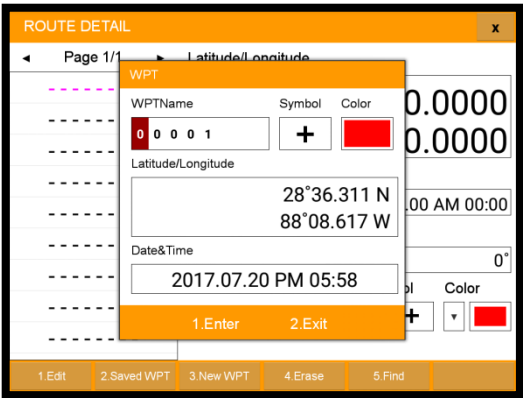 ROUTE DETAIL x
◄ Page 1/1 ► Latitude/Longitude
WPT
WPTName Symbol Color
0 0 0 0 1 +
Latitude/Longitude
28°36.311 N
88°08.617 W
Date&Time
2017.07.20 PM 05:58
1.Enter 2.Exit
0.0000
0.0000
.00 AM 00:00
0°
ol Color
+ ▼
1.Edit 2.Saved WPT 3.New WPT 4.Erase 5.Find